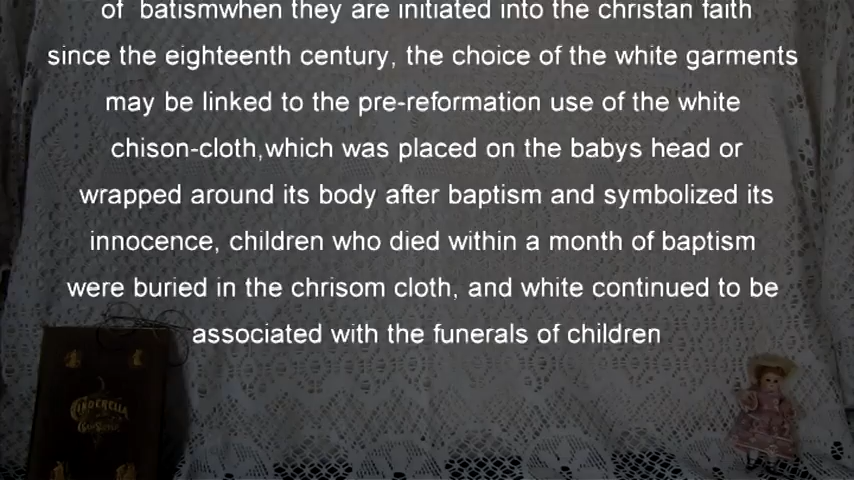 of batismwhen they are initiated into the christan faith
since the eighteenth century, the choice of the white garments
may be linked to the pre-reformation use of the white
chison-cloth,which was placed on the babys head or
wrapped around its body after baptism and symbolized its
innocence, children who died within a month of baptism
were buried in the chrisom cloth, and white continued to be
associated with the funerals of children
CINDERELLA